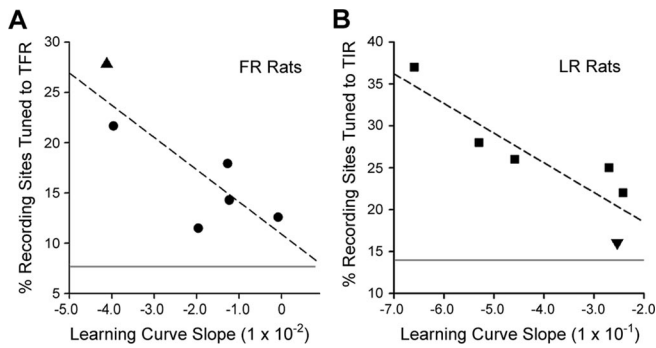 A
% Recording Sites Tuned to TFR
30
25
20
15
10
5
FR Rats
-5.0 -4.0 -3.0 -2.0 -1.0 0
Learning Curve Slope (1 x 10⁻²)
B
% Recording Sites Tuned to TIR
40
35
30
25
20
15
10
LR Rats
-7.0 -6.0 -5.0 -4.0 -3.0 -2.0
Learning Curve Slope (1 x 10⁻¹)